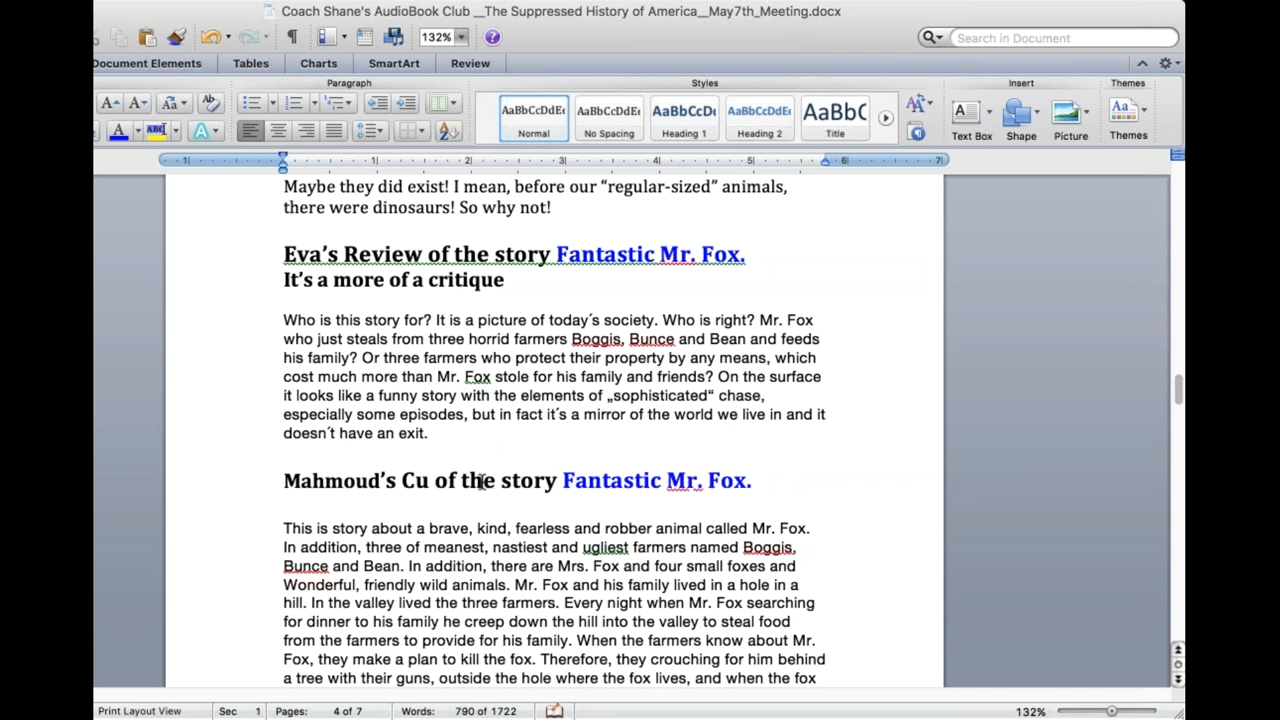 Coach Shane's AudioBook Club __The Suppressed History of America__May7th_Meeting.docx
132%
Search in Document
Document Elements
Tables
Charts
SmartArt
Review
Paragraph
Styles
Insert
Themes
AaBbCcDdEe
AaBbCcDdEe
AaBbCcDc
AaBbCcDdEe
AaBbC
Normal
No Spacing
Heading 1
Heading 2
Title
Text Box
Shape
Picture
Themes
1 1 2 3 4 5 6 7
Maybe they did exist! I mean, before our “regular-sized” animals,
there were dinosaurs! So why not!
Eva’s Review of the story Fantastic Mr. Fox.
It’s a more of a critique
Who is this story for? It is a picture of today´s society. Who is right? Mr. Fox
who just steals from three horrid farmers Boggis, Bunce and Bean and feeds
his family? Or three farmers who protect their property by any means, which
cost much more than Mr. Fox stole for his family and friends? On the surface
it looks like a funny story with the elements of „sophisticated“ chase,
especially some episodes, but in fact it´s a mirror of the world we live in and it
doesn´t have an exit.
Mahmoud’s Cu of the story Fantastic Mr. Fox.
This is story about a brave, kind, fearless and robber animal called Mr. Fox.
In addition, three of meanest, nastiest and ugliest farmers named Boggis,
Bunce and Bean. In addition, there are Mrs. Fox and four small foxes and
Wonderful, friendly wild animals. Mr. Fox and his family lived in a hole in a
hill. In the valley lived the three farmers. Every night when Mr. Fox searching
for dinner to his family he creep down the hill into the valley to steal food
from the farmers to provide for his family. When the farmers know about Mr.
Fox, they make a plan to kill the fox. Therefore, they crouching for him behind
a tree with their guns, outside the hole where the fox lives, and when the fox
Print Layout View
Sec 1
Pages: 4 of 7
Words: 790 of 1722
132%